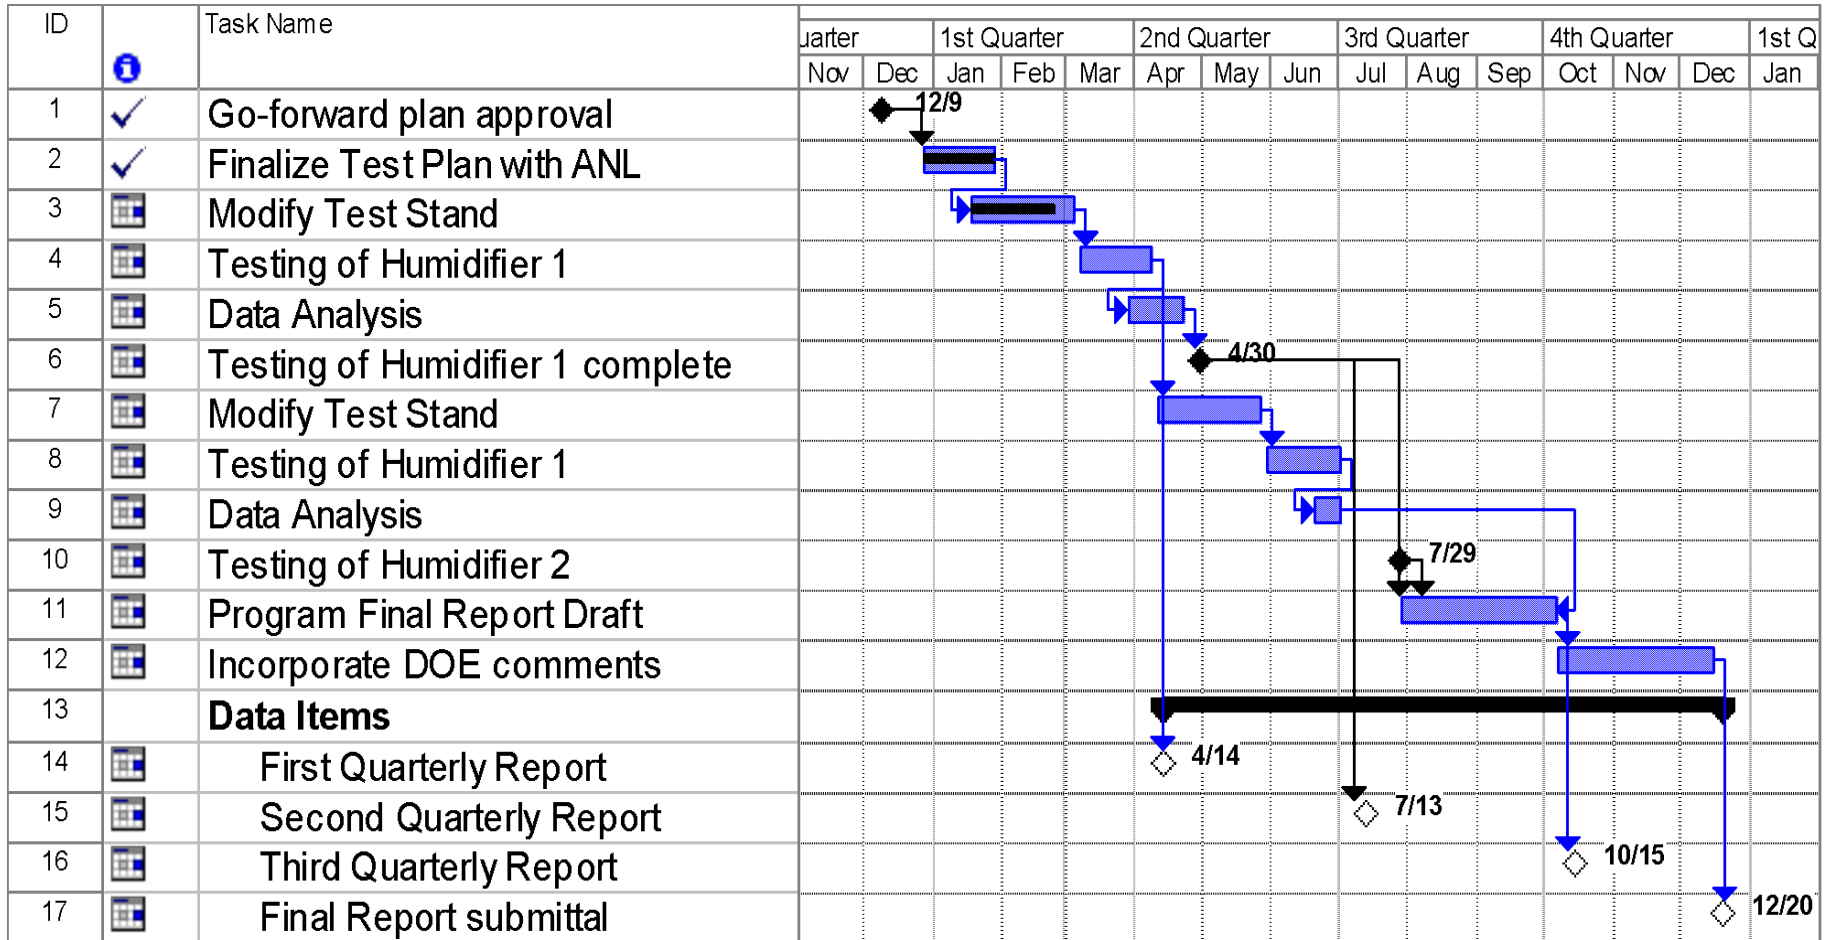 ID Task Name
uarter 1st Quarter 2nd Quarter 3rd Quarter 4th Quarter 1st Q
Nov Dec Jan Feb Mar Apr May Jun Jul Aug Sep Oct Nov Dec Jan
1 Go-forward plan approval 12/9
2 Finalize Test Plan with ANL
3 Modify Test Stand
4 Testing of Humidifier 1
5 Data Analysis
6 Testing of Humidifier 1 complete 4/30
7 Modify Test Stand
8 Testing of Humidifier 1
9 Data Analysis
10 Testing of Humidifier 2 7/29
11 Program Final Report Draft
12 Incorporate DOE comments
13 Data Items
14 First Quarterly Report 4/14
15 Second Quarterly Report 7/13
16 Third Quarterly Report 10/15
17 Final Report submittal 12/20